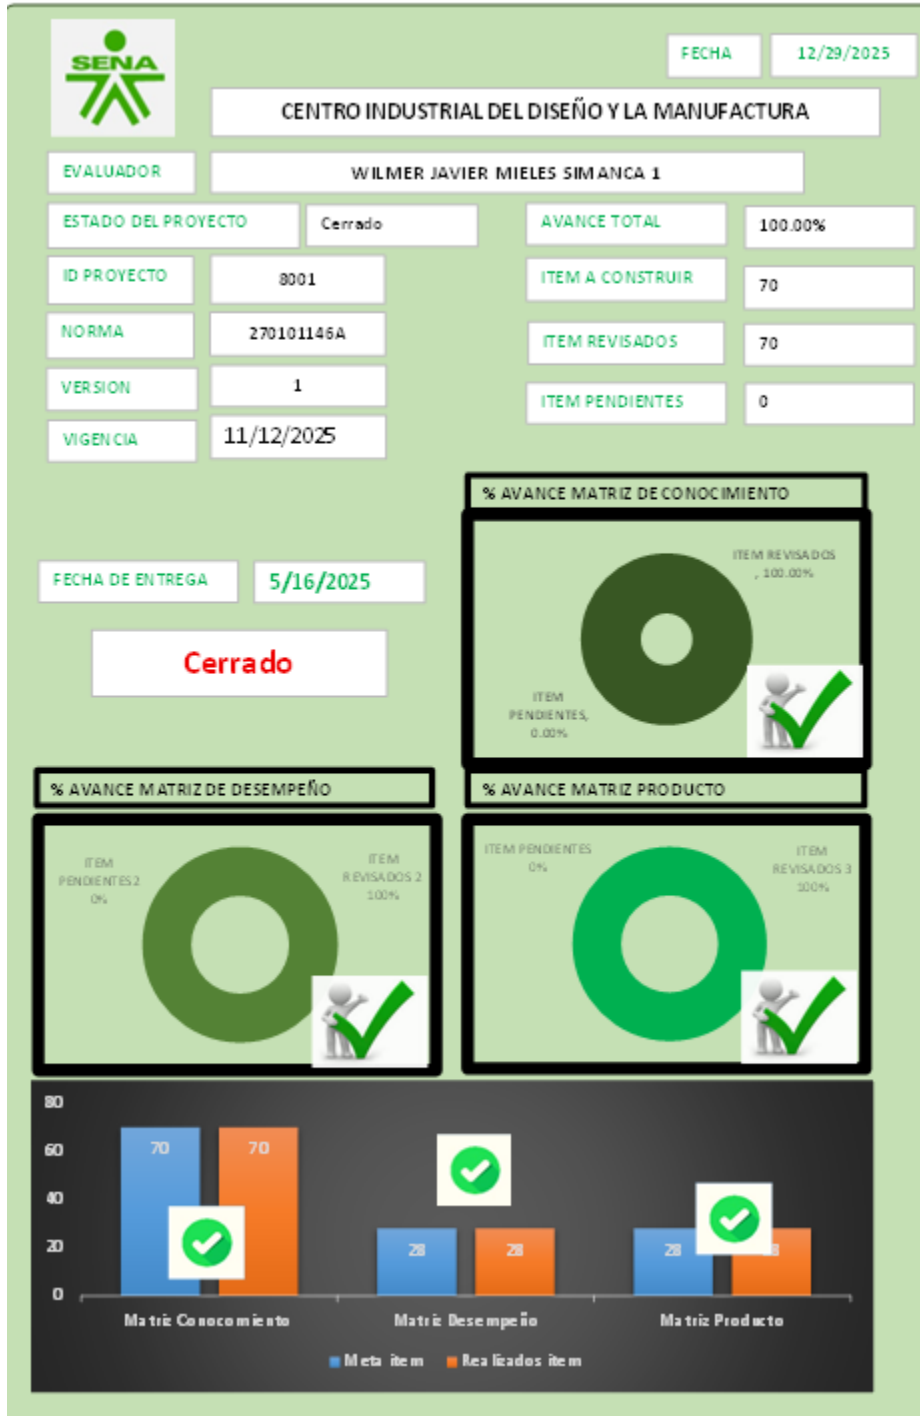 SENA
FECHA 12/29/2025
CENTRO INDUSTRIAL DEL DISEÑO Y LA MANUFACTURA
EVALUADOR WILMER JAVIER MIELES SIMANCA 1
ESTADO DEL PROYECTO Cerrado
AVANCE TOTAL 100.00%
ID PROYECTO 8001
ITEM A CONSTRUIR 70
NORMA 270101146A
ITEM REVISADOS 70
VERSION 1
ITEM PENDIENTES 0
VIGENCIA 11/12/2025
% AVANCE MATRIZ DE CONOCIMIENTO
ITEM REVISADOS
, 100.00%
ITEM
PENDIENTES,
0.00%
FECHA DE ENTREGA 5/16/2025
Cerrado
% AVANCE MATRIZ DE DESEMPEÑO
ITEM
PENDIENTES 2
0%
ITEM
REVISADOS 2
100%
% AVANCE MATRIZ PRODUCTO
ITEM PENDIENTES
0%
ITEM
REVISADOS 3
100%
80
60
40
20
0
70 70
28 28
28 8
Matriz Conocomiento Matriz Desempeño Matriz Producto
Meta item Realizados item